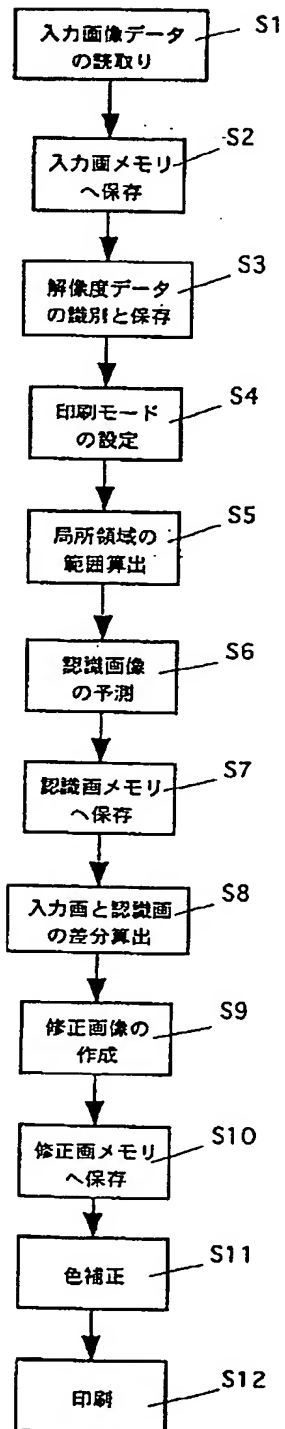 入力画像データ
の読取り
S1
入力画メモリ
へ保存
S2
解像度データ
の識別と保存
S3
印刷モード
の設定
S4
局所領域の
範囲算出
S5
認識画像
の予測
S6
認識画メモリ
へ保存
S7
入力画と認識画
の差分算出
S8
修正画像の
作成
S9
修正画メモリ
へ保存
S10
色補正
S11
印刷
S12